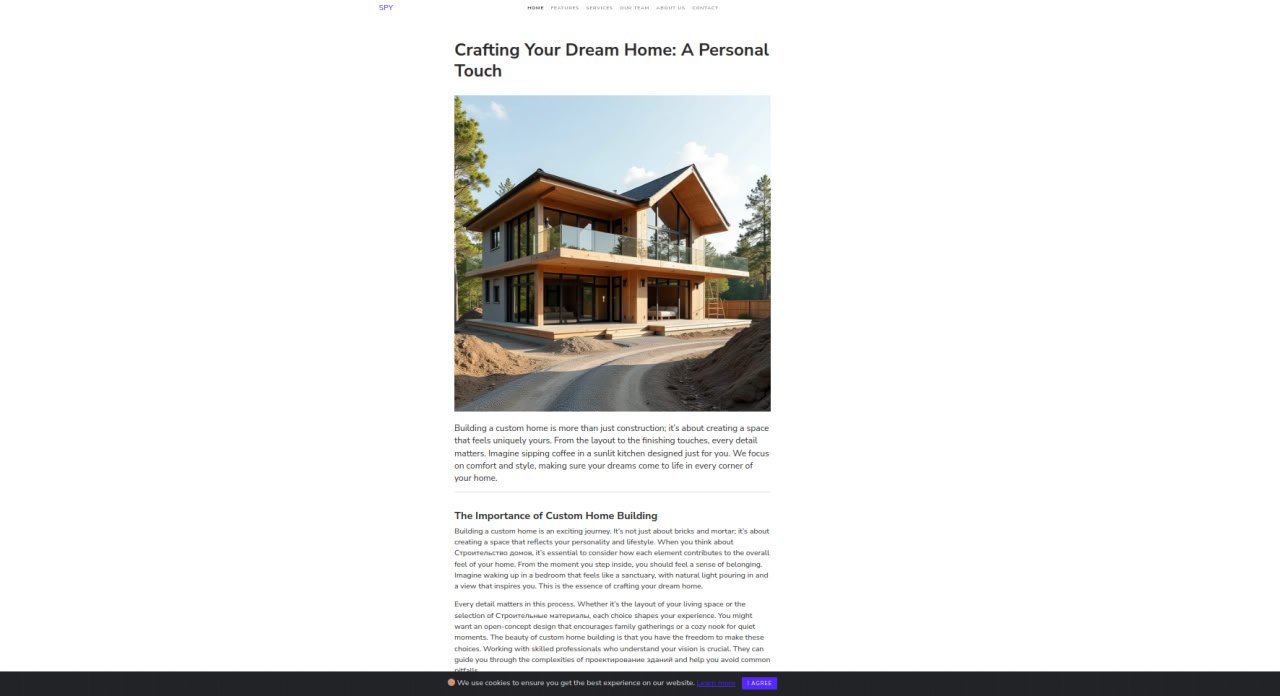 SPY
HOME FEATURES SERVICES OUR TEAM ABOUT US CONTACT
Crafting Your Dream Home: A Personal
Touch
Building a custom home is more than just construction; it's about creating a space
that feels uniquely yours. From the layout to the finishing touches, every detail
matters. Imagine sipping coffee in a sunlit kitchen designed just for you. We focus
on comfort and style, making sure your dreams come to life in every corner of
your home.
The Importance of Custom Home Building
Building a custom home is an exciting journey. It's not just about bricks and mortar; it's about
creating a space that reflects your personality and lifestyle. When you think about
Строительство домов, it's essential to consider how each element contributes to the overall
feel of your home. From the moment you step inside, you should feel a sense of belonging.
Imagine waking up in a bedroom that feels like a sanctuary, with natural light pouring in and
a view that inspires you. This is the essence of crafting your dream home.
Every detail matters in this process. Whether it's the layout of your living space or the
selection of Строительные материалы, each choice shapes your experience. You might
want an open-concept design that encourages family gatherings or a cozy nook for quiet
moments. The beauty of custom home building is that you have the freedom to make these
choices. Working with skilled professionals who understand your vision is crucial. They can
guide you through the complexities of проектирование зданий and help you avoid common
pitfalls.
🍪 We use cookies to ensure you get the best experience on our website. Learn more I AGREE